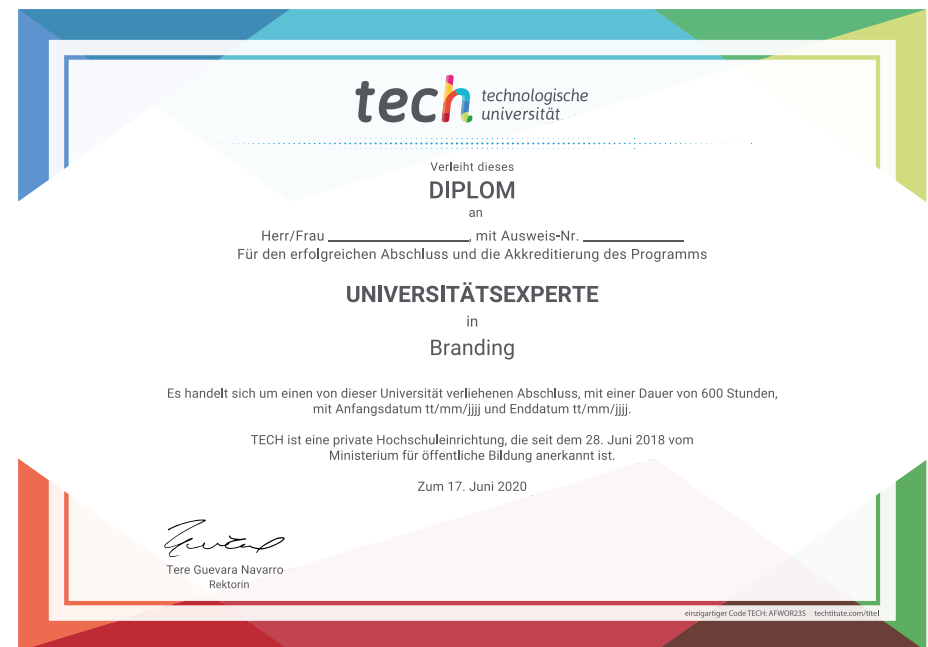 tech technologische
universität
Verleiht dieses
DIPLOM
an
Herr/Frau ____________, mit Ausweis-Nr. ____________
Für den erfolgreichen Abschluss und die Akkreditierung des Programms
UNIVERSITÄTSEXPERTE
in
Branding
Es handelt sich um einen von dieser Universität verliehenen Abschluss, mit einer Dauer von 600 Stunden,
mit Anfangsdatum tt/mm/jjjj und Enddatum tt/mm/jjjj.
TECH ist eine private Hochschuleinrichtung, die seit dem 28. Juni 2018 vom
Ministerium für öffentliche Bildung anerkannt ist.
Zum 17. Juni 2020
Tere Guevara Navarro
Rektorin
einzigartiger Code TECH: AFWOR23S techtitute.com/titel